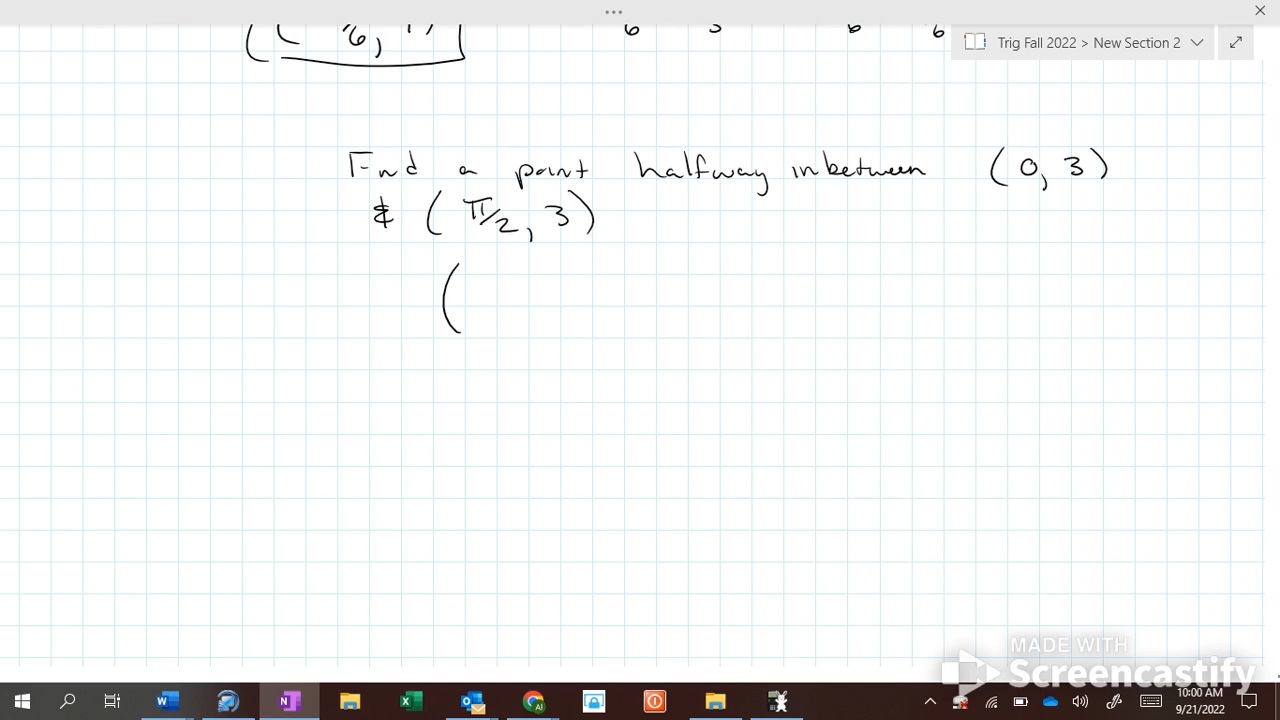 Trig Fall 2022 > New Section 2
Find a point halfway inbetween (0, 3)
& (π/2, 3)
(
MADE WITH
Screencastify
10:00 AM
9/21/2022